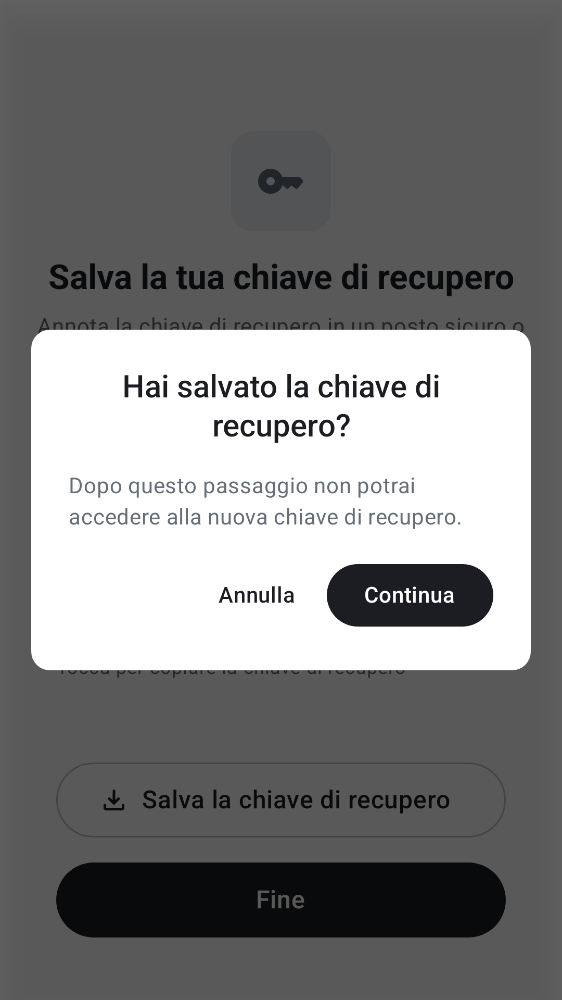 Salva la tua chiave di recupero
Annota la chiave di recupero in un posto sicuro o
Hai salvato la chiave di
recupero?
Dopo questo passaggio non potrai
accedere alla nuova chiave di recupero.
Annulla
Continua
Tocca per copiare la chiave di recupero
Salva la chiave di recupero
Fine